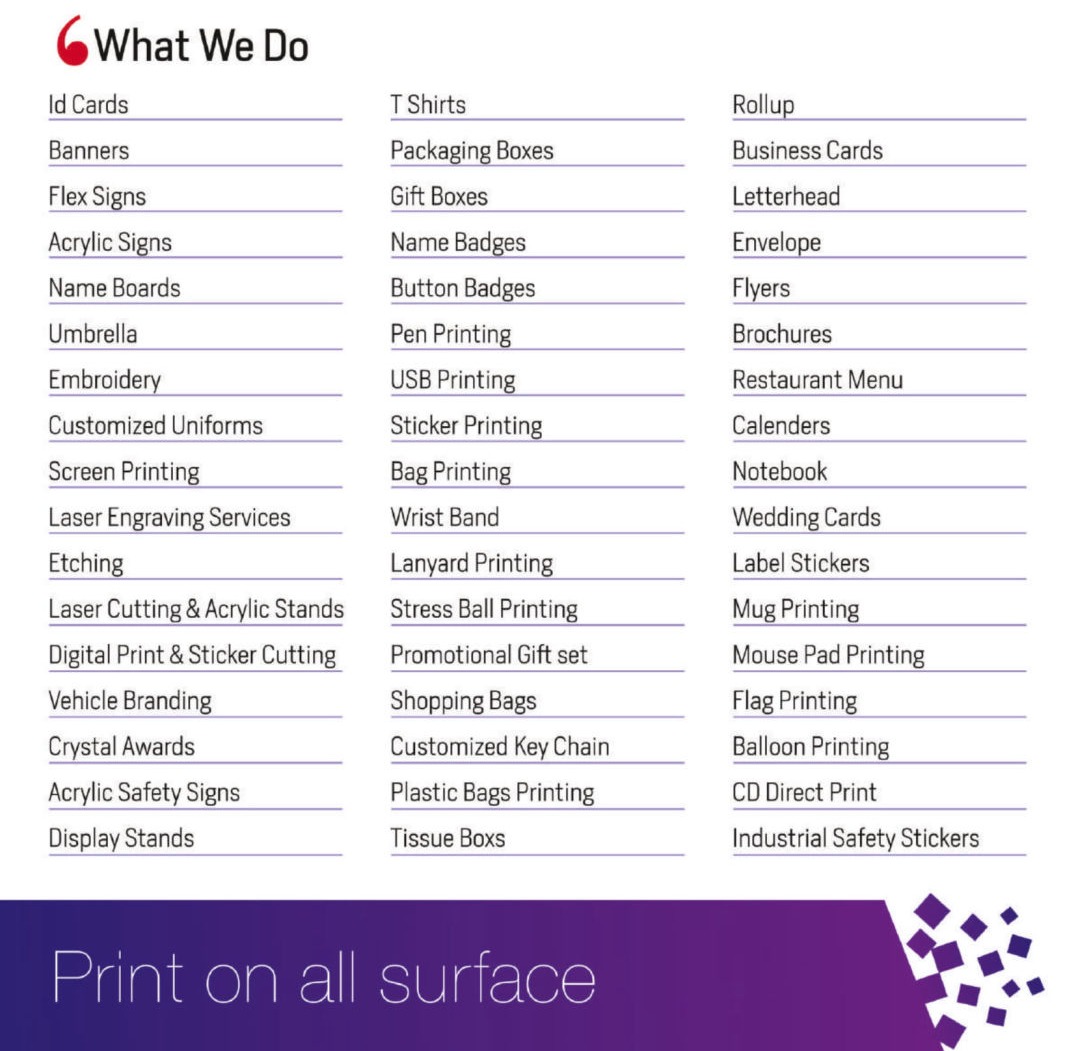 What We Do
Id Cards
Banners
Flex Signs
Acrylic Signs
Name Boards
Umbrella
Embroidery
Customized Uniforms
Screen Printing
Laser Engraving Services
Etching
Laser Cutting & Acrylic Stands
Digital Print & Sticker Cutting
Vehicle Branding
Crystal Awards
Acrylic Safety Signs
Display Stands
T Shirts
Packaging Boxes
Gift Boxes
Name Badges
Button Badges
Pen Printing
USB Printing
Sticker Printing
Bag Printing
Wrist Band
Lanyard Printing
Stress Ball Printing
Promotional Gift set
Shopping Bags
Customized Key Chain
Plastic Bags Printing
Tissue Boxs
Rollup
Business Cards
Letterhead
Envelope
Flyers
Brochures
Restaurant Menu
Calenders
Notebook
Wedding Cards
Label Stickers
Mug Printing
Mouse Pad Printing
Flag Printing
Balloon Printing
CD Direct Print
Industrial Safety Stickers
Print on all surface